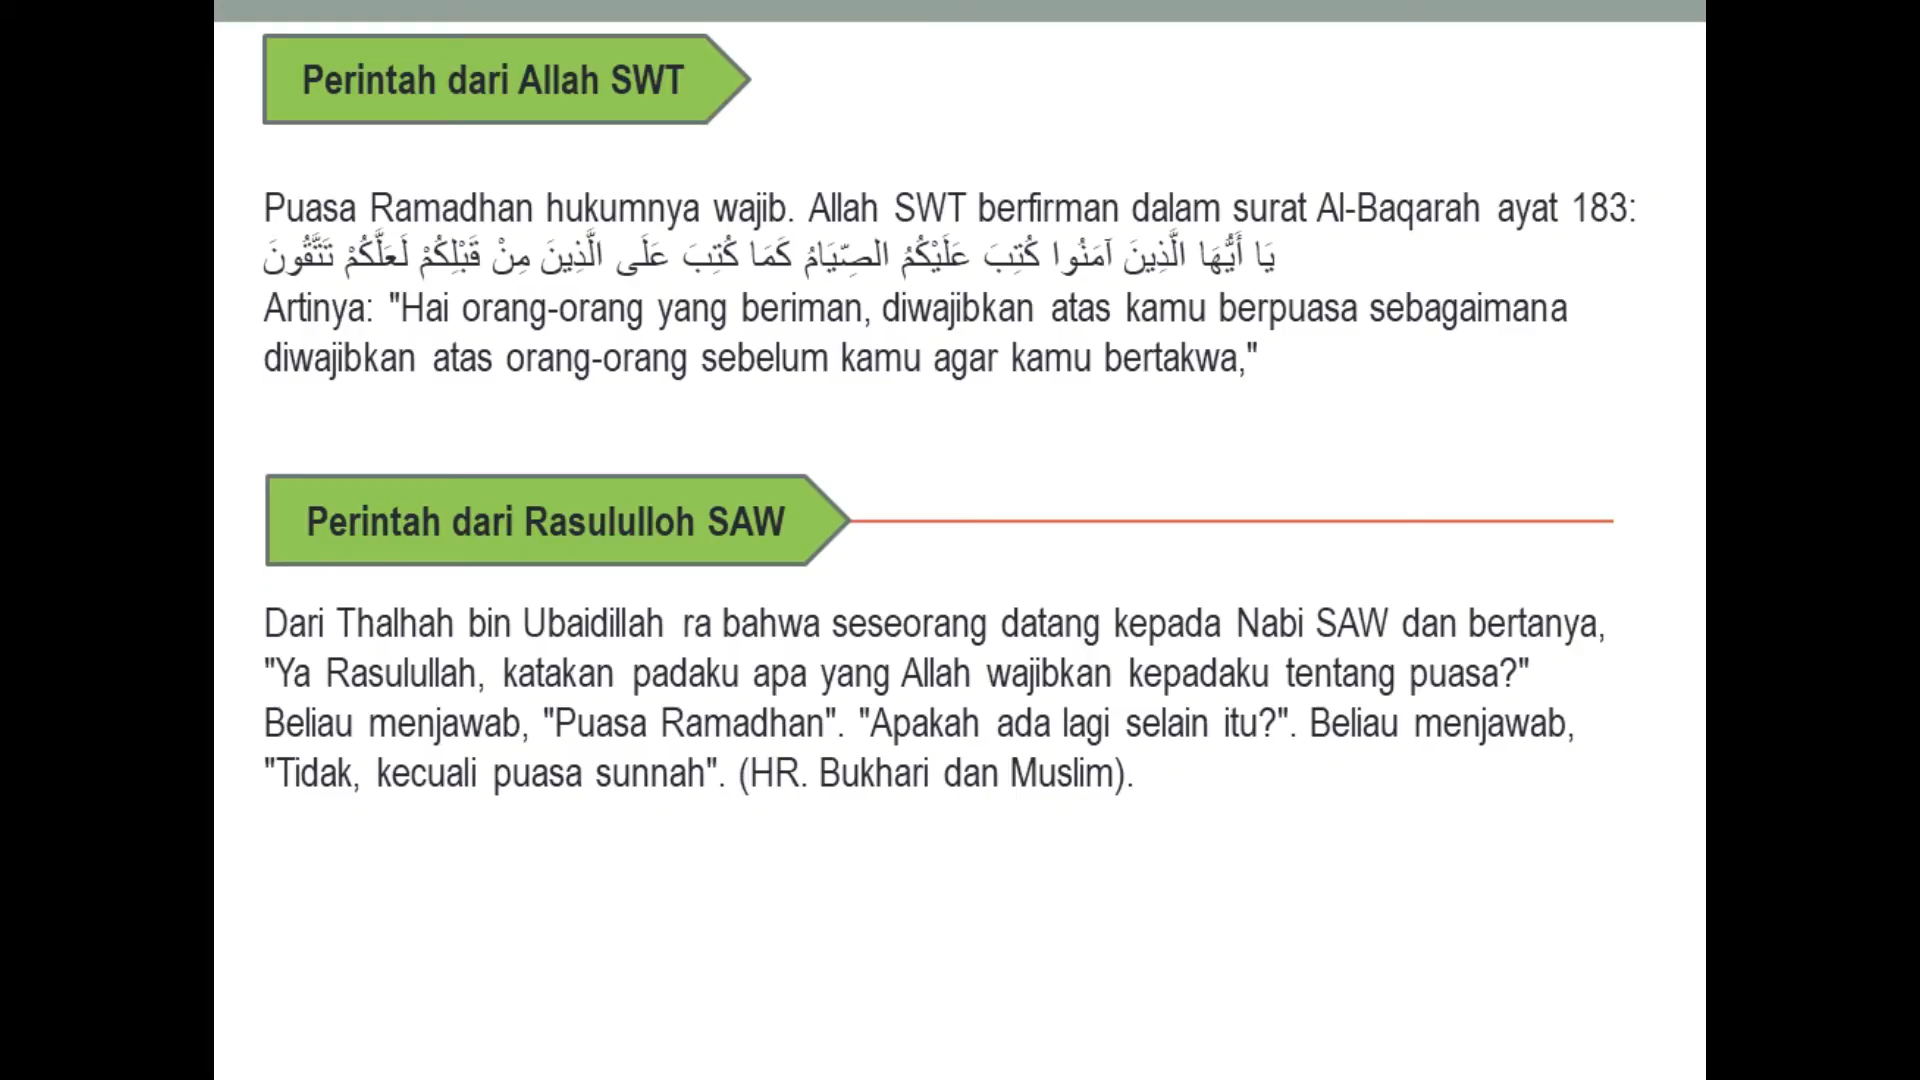 Perintah dari Allah SWT
Puasa Ramadhan hukumnya wajib. Allah SWT berfirman dalam surat Al-Baqarah ayat 183:
يَا أَيُّهَا الَّذِينَ آمَنُوا كُتِبَ عَلَيْكُمُ الصِّيَامُ كَمَا كُتِبَ عَلَى الَّذِينَ مِنْ قَبْلِكُمْ لَعَلَّكُمْ تَتَّقُونَ
Artinya: "Hai orang-orang yang beriman, diwajibkan atas kamu berpuasa sebagaimana
diwajibkan atas orang-orang sebelum kamu agar kamu bertakwa,"
Perintah dari Rasululloh SAW
Dari Thalhah bin Ubaidillah ra bahwa seseorang datang kepada Nabi SAW dan bertanya,
"Ya Rasulullah, katakan padaku apa yang Allah wajibkan kepadaku tentang puasa?"
Beliau menjawab, "Puasa Ramadhan". "Apakah ada lagi selain itu?". Beliau menjawab,
"Tidak, kecuali puasa sunnah". (HR. Bukhari dan Muslim).